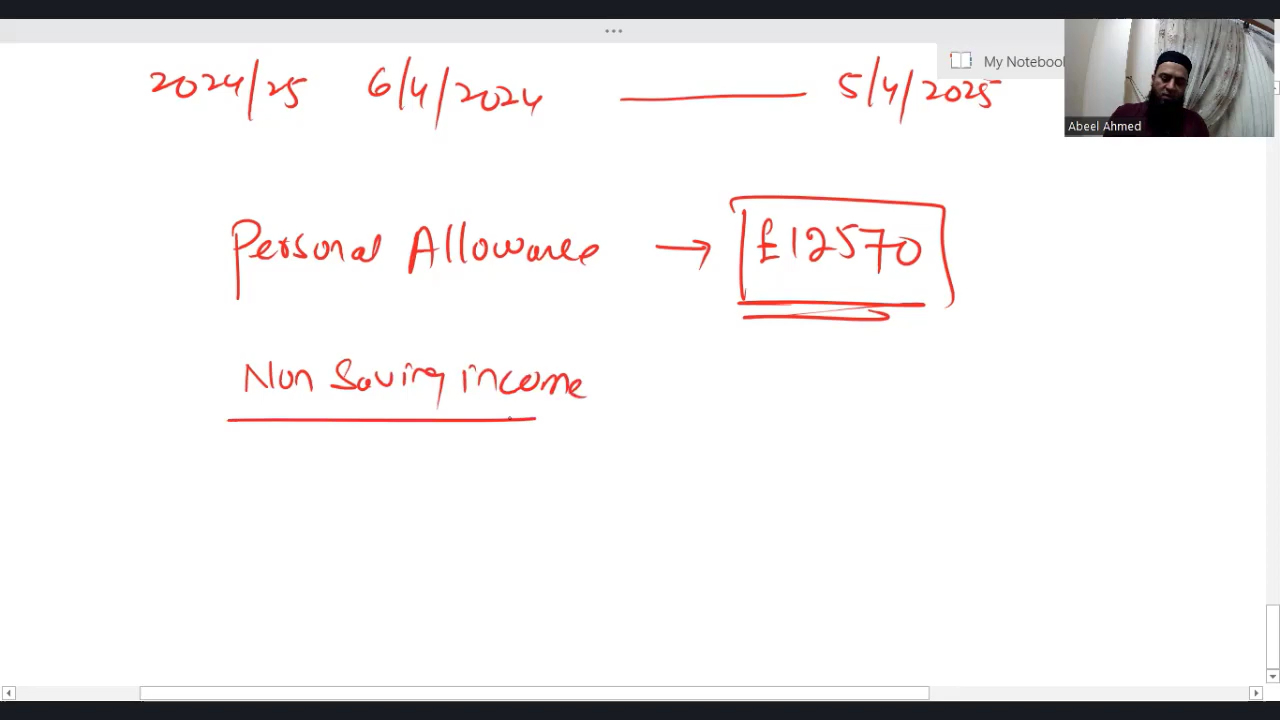 My Notebook
2024/25 6/4/2024 — 5/4/2025
Abeel Ahmed
Personal Allowance → £12570
Non Saving income